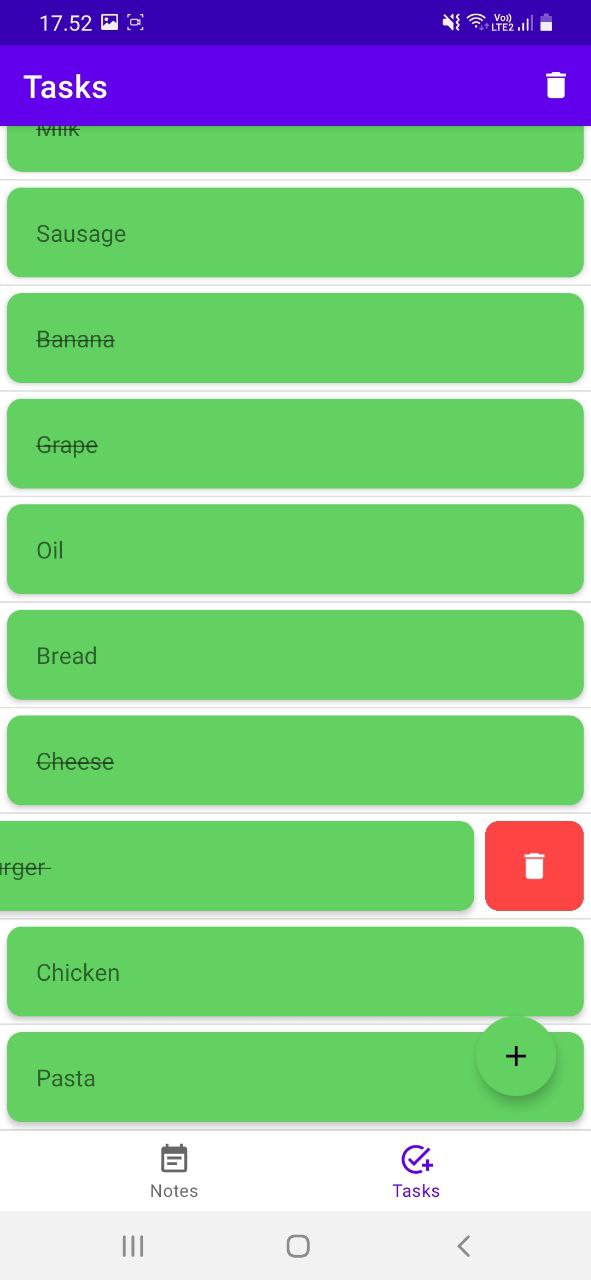 17.52
Vo))
LTE2
Tasks
Milk
Sausage
Banana
Grape
Oil
Bread
Cheese
urger
Chicken
Pasta
Notes
Tasks